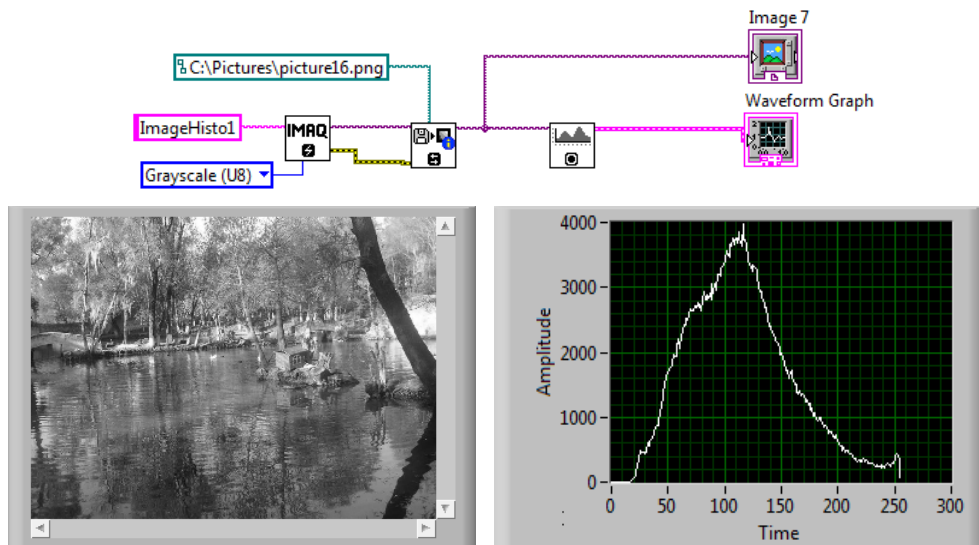 Image 7
C:\Pictures\picture16.png
Waveform Graph
ImageHisto1
IMAQ
Grayscale (U8)
4000
3000
2000
1000
0
Amplitude
0 50 100 150 200 250 300
Time